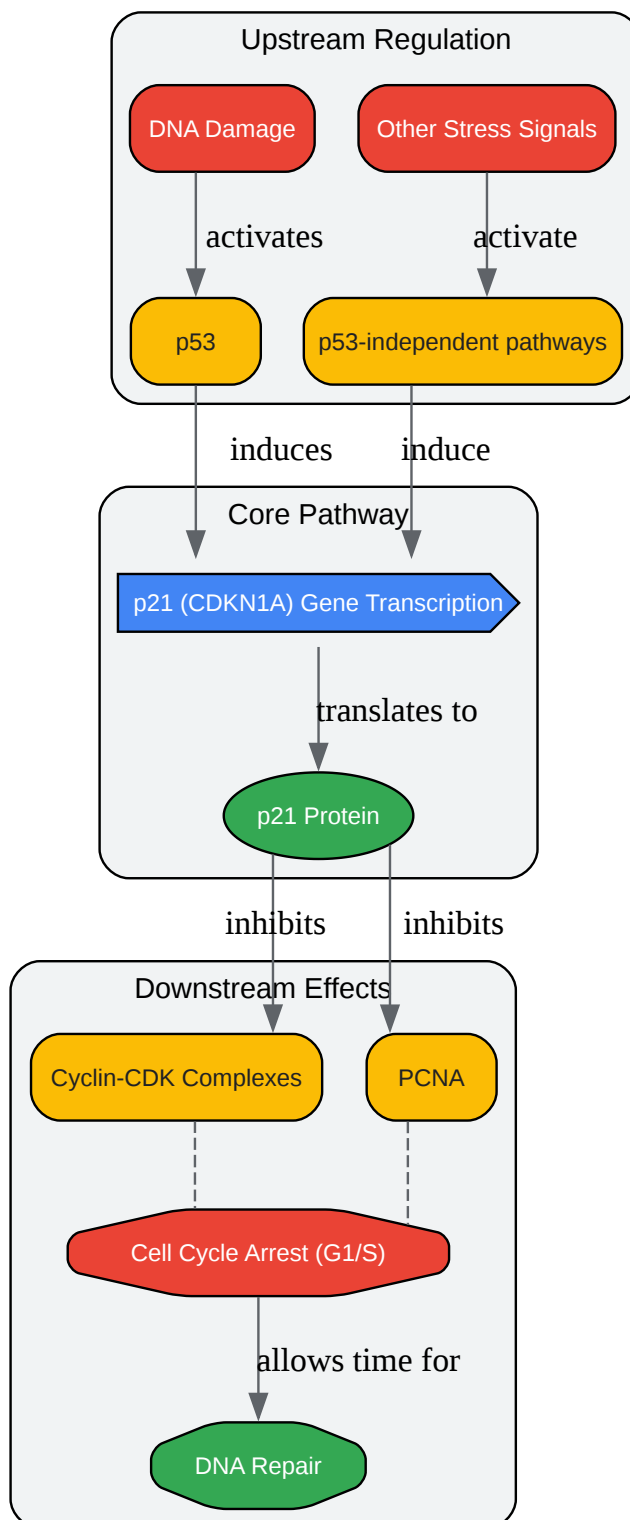 Upstream Regulation
DNA Damage
Other Stress Signals
activates
activate
p53
p53-independent pathways
induces
induce
Core Pathway
p21 (CDKN1A) Gene Transcription
translates to
p21 Protein
inhibits
inhibits
Downstream Effects
Cyclin-CDK Complexes
PCNA
Cell Cycle Arrest (G1/S)
allows time for
DNA Repair